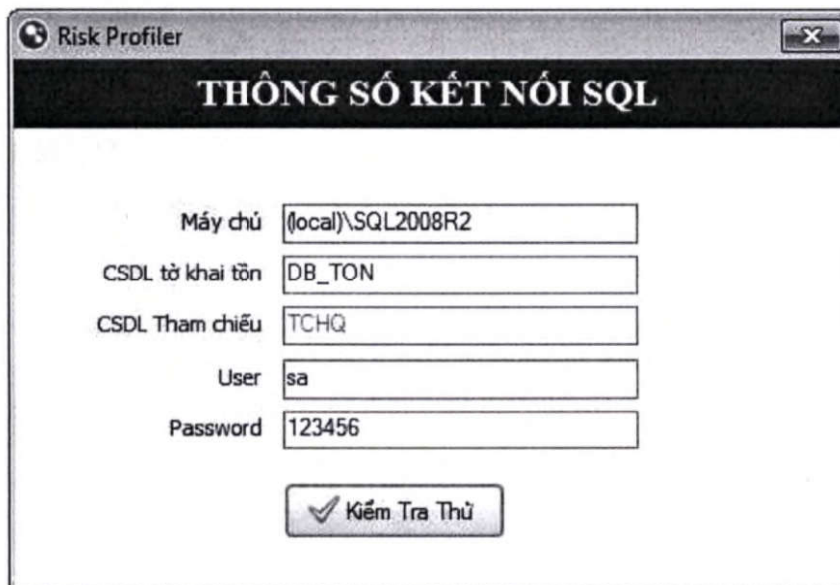 Risk Profiler
THÔNG SỐ KẾT NỐI SQL
Máy chủ (local)\SQL2008R2
CSDL tờ khai tồn DB_TON
CSDL Tham chiếu TCHQ
User sa
Password 123456
Kiểm Tra Thử